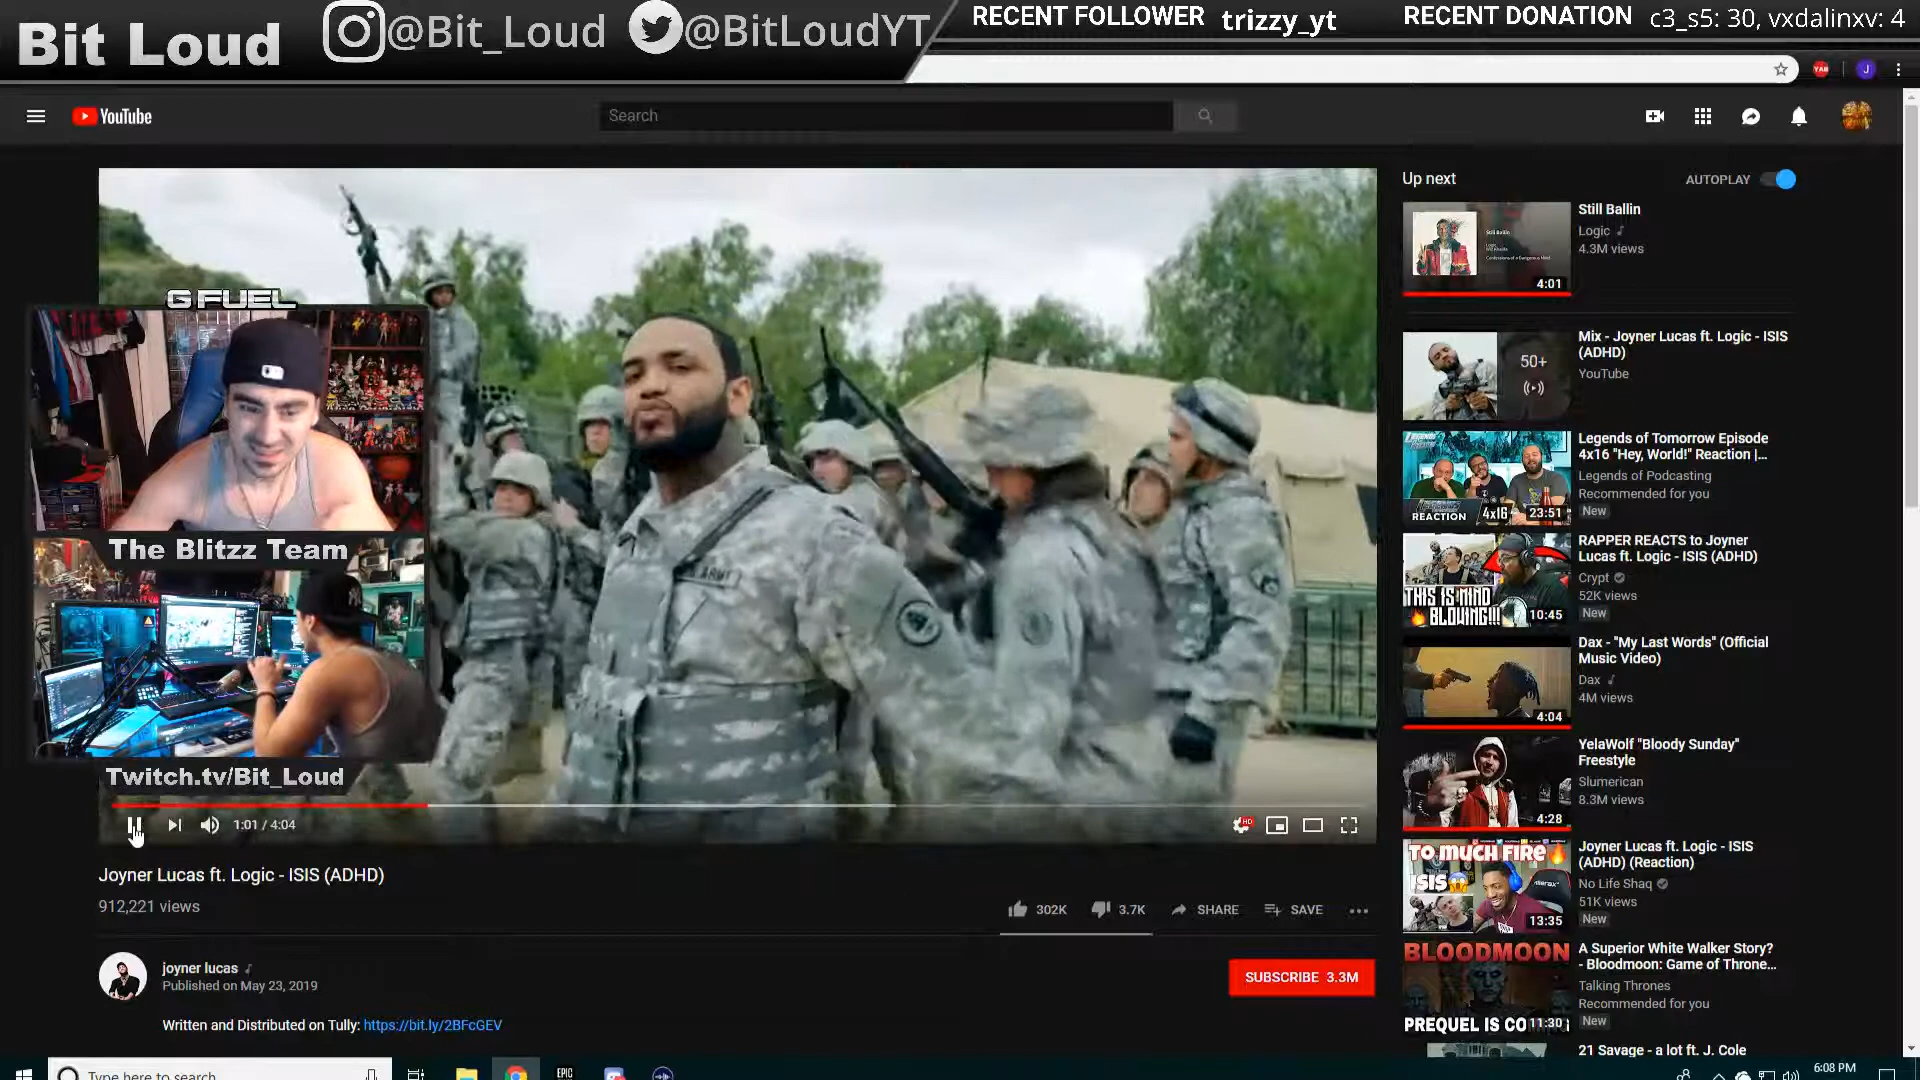 Bit Loud
@Bit_Loud
@BitLoudYT
RECENT FOLLOWER trizzy_yt
RECENT DONATION c3_s5: 30, vxdalinxv: 4
YouTube
Search
G FUEL
The Blitzz Team
Twitch.tv/Bit_Loud
1:01 / 4:04
HD
Joyner Lucas ft. Logic - ISIS (ADHD)
912,221 views
302K
3.7K
SHARE
SAVE
joyner lucas
Published on May 23, 2019
SUBSCRIBE 3.3M
Written and Distributed on Tully: https://bit.ly/2BFcGEV
Up next
AUTOPLAY
Still Ballin
Logic
4.3M views
4:01
Mix - Joyner Lucas ft. Logic - ISIS
(ADHD)
YouTube
50+
Legends of Tomorrow Episode
4x16 "Hey, World!" Reaction |...
Legends of Podcasting
Recommended for you
New
REACTION 4x16
23:51
RAPPER REACTS to Joyner
Lucas ft. Logic - ISIS (ADHD)
Crypt
52K views
New
THIS IS MIND
BLOWING!!!
10:45
Dax - "My Last Words" (Official
Music Video)
Dax
4M views
4:04
YelaWolf "Bloody Sunday"
Freestyle
Slumerican
8.3M views
4:28
Joyner Lucas ft. Logic - ISIS
(ADHD) (Reaction)
No Life Shaq
51K views
New
TO MUCH FIRE
ISIS
13:35
A Superior White Walker Story?
- Bloodmoon: Game of Throne...
Talking Thrones
Recommended for you
New
BLOODMOON
PREQUEL IS CO
11:30
21 Savage - a lot ft. J. Cole
Type here to search
EPIC
6:08 PM